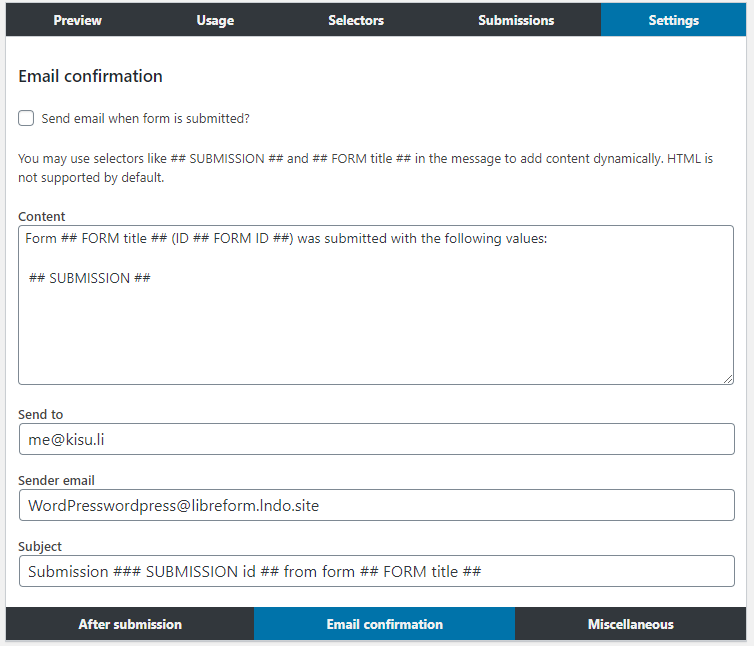 Preview Usage Selectors Submissions Settings
Email confirmation
Send email when form is submitted?
You may use selectors like ## SUBMISSION ## and ## FORM title ## in the message to add content dynamically. HTML is
not supported by default.
Content
Form ## FORM title ## (ID ## FORM ID ##) was submitted with the following values:
## SUBMISSION ##
Send to
me@kisu.li
Sender email
WordPresswordpress@libreform.lndo.site
Subject
Submission ### SUBMISSION id ## from form ## FORM title ##
After submission Email confirmation Miscellaneous